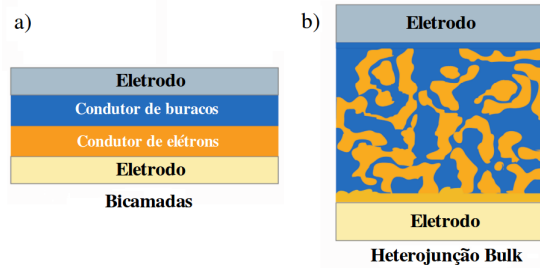 a)
Eletrodo
Condutor de buracos
Condutor de elétrons
Eletrodo
Bicamadas
b)
Eletrodo
Eletrodo
Heterojunção Bulk